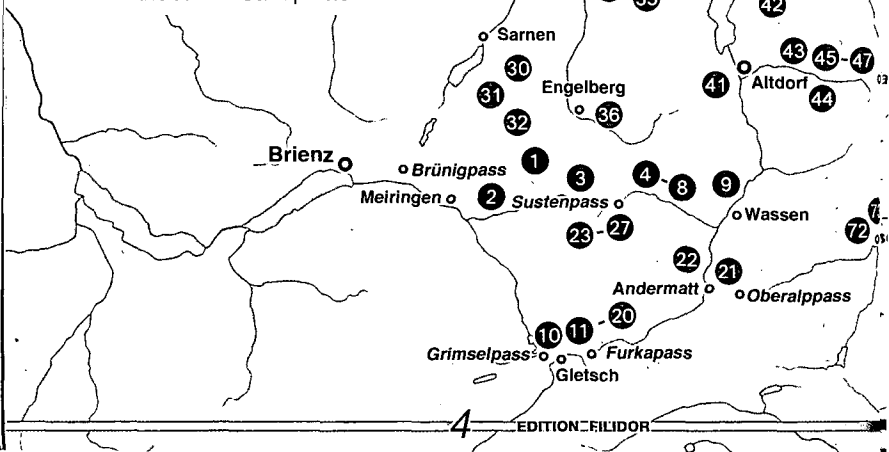 42
43
45 - 47
Sarnen
30
Altdorf
41
44
Engelberg
31
36
32
Brienz
Brünigpass
1
3
4 - 8
9
Meiringen
2
Sustenpass
Wassen
23 - 27
72
22
21
Andermatt
Oberalppass
10
11 - 20
Grimselpass
Furkapass
Gletsch
4
EDITION FILIDOR